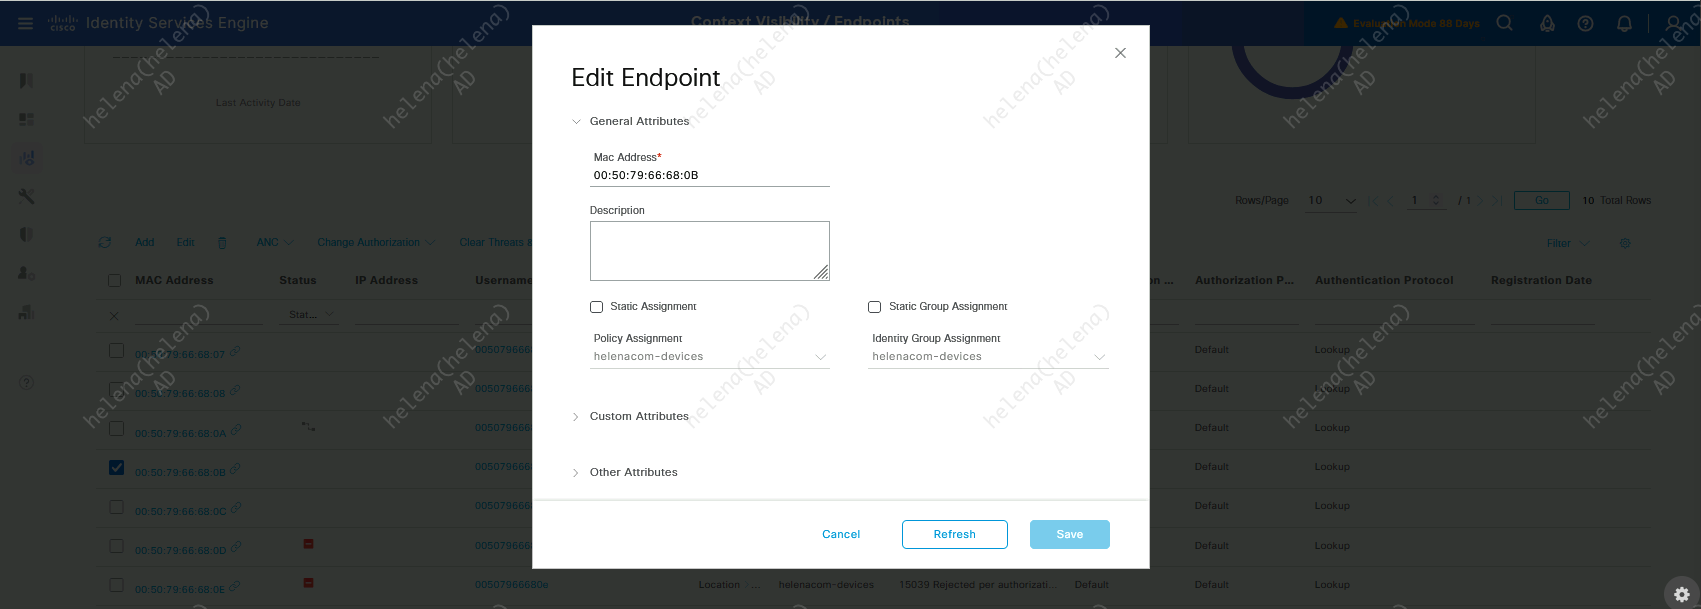 CISCO Identity Services Engine
Context Visibility / Endpoints
Evaluation Mode 88 Days
helena(helena)
AD
Last Activity Date
Rows/Page 10 1 / 1 Go 10 Total Rows
Add Edit ANC Change Authorization Clear Threats &
Filter
MAC Address Status IP Address Username
Authorization P... Authentication Protocol Registration Date
Stat...
00:50:79:66:68:07 0050796 Default Lookup
00:50:79:66:68:08 0050796 Default Lookup
00:50:79:66:68:0A 0050796 Default Lookup
00:50:79:66:68:0B 0050796 Default Lookup
00:50:79:66:68:0C 0050796 Default Lookup
00:50:79:66:68:0D 0050796 Default Lookup
00:50:79:66:68:0E 00507966680e Location ... helenacom-devices 15039 Rejected per authorizati... Default Default Lookup
Edit Endpoint
General Attributes
Mac Address*
00:50:79:66:68:0B
Description
Static Assignment
Static Group Assignment
Policy Assignment
helenacom-devices
Identity Group Assignment
helenacom-devices
Custom Attributes
Other Attributes
Cancel Refresh Save